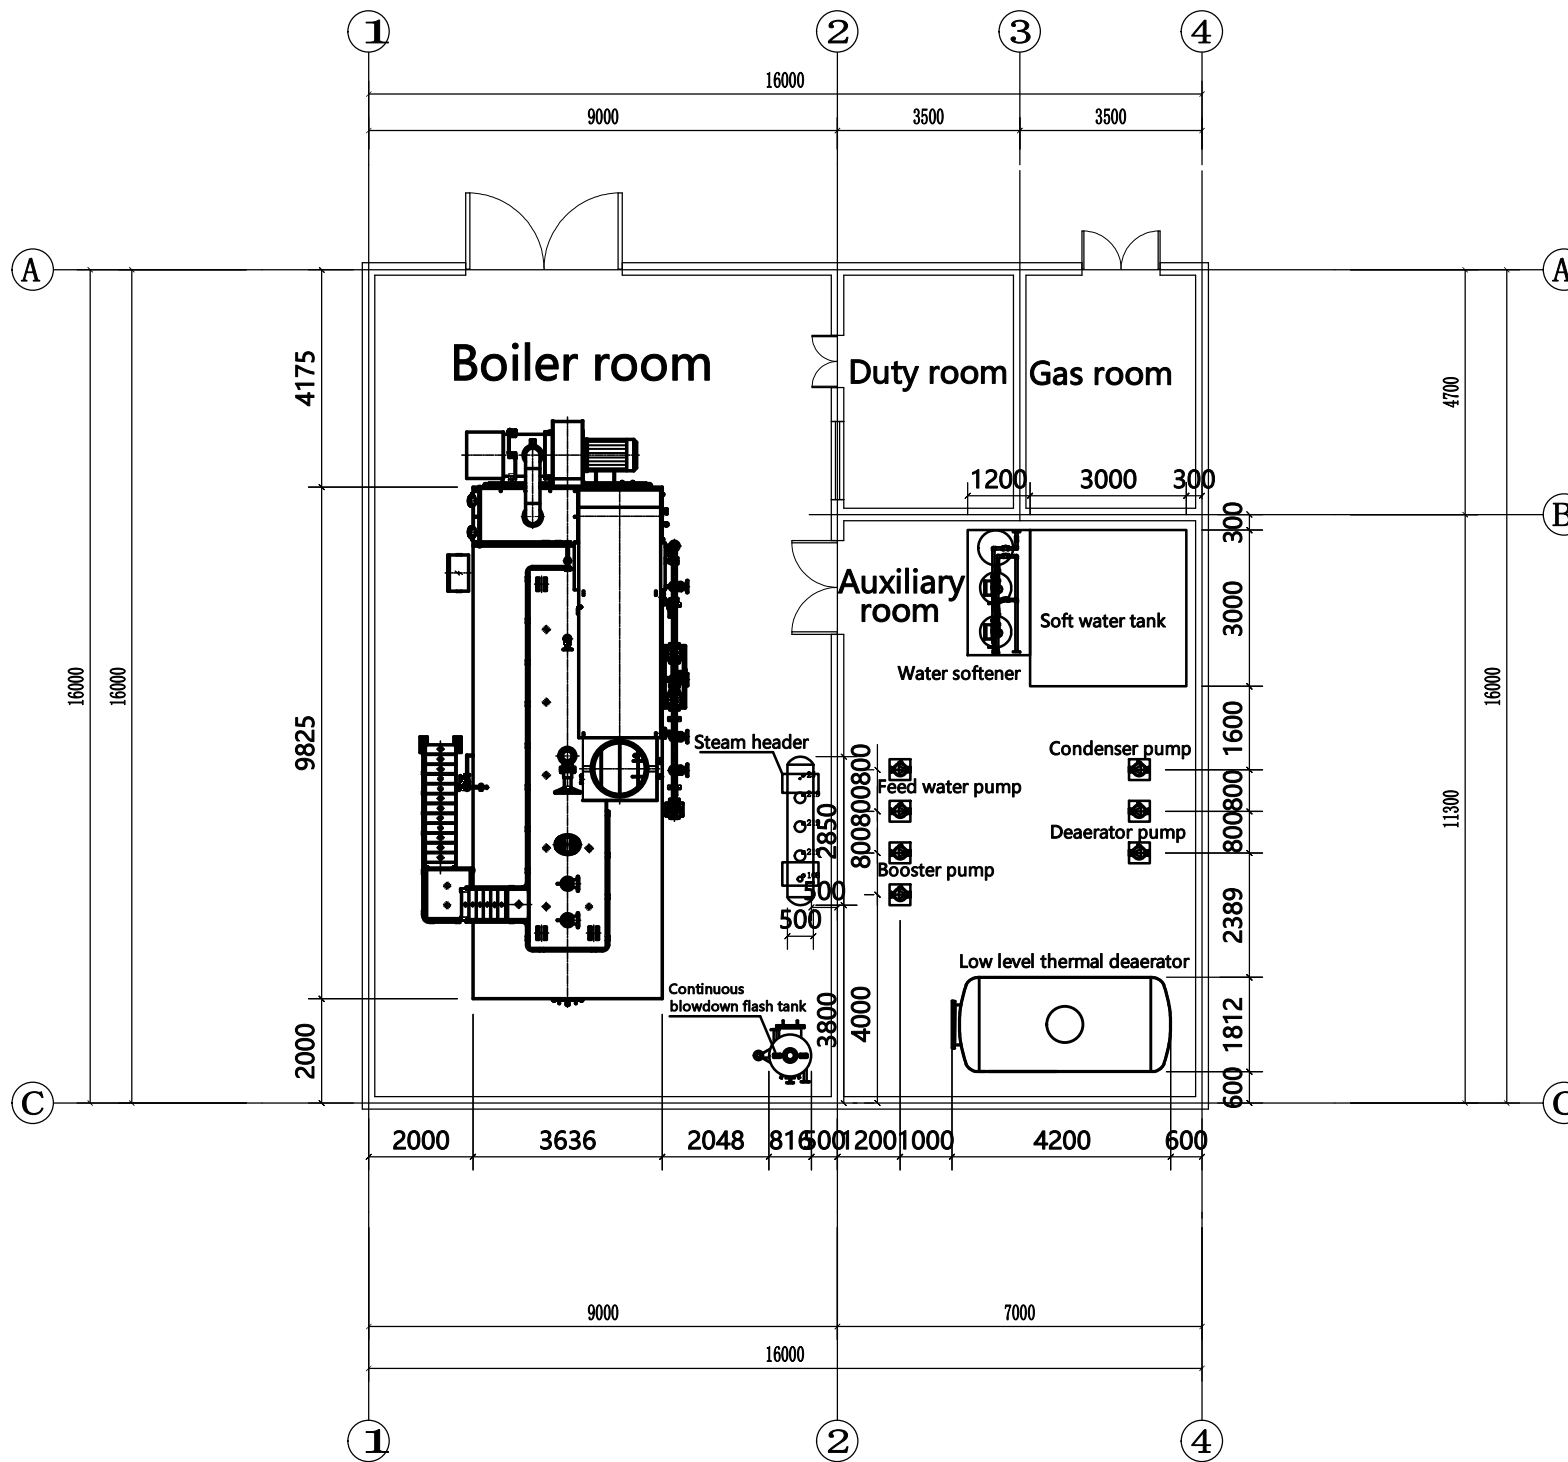 1 2 3 4
16000
9000 3500 3500
A A
Boiler room
Duty room
Gas room
4175
4700
1200 3000 300
B
300
Auxiliary
room
3000
Soft water tank
Water softener
16000
16000
9825
16000
11300
1600
Steam header
Condenser pump
800
800
Feed water pump
800
800
2850
Deaerator pump
800
Booster pump
500
500
2389
Low level thermal deaerator
Continuous
blowdown flash tank
2000
3800
4000
1812
600
C C
2000 3636 2048 816 500 1200 1000 4200 600
9000 7000
16000
1 2 4